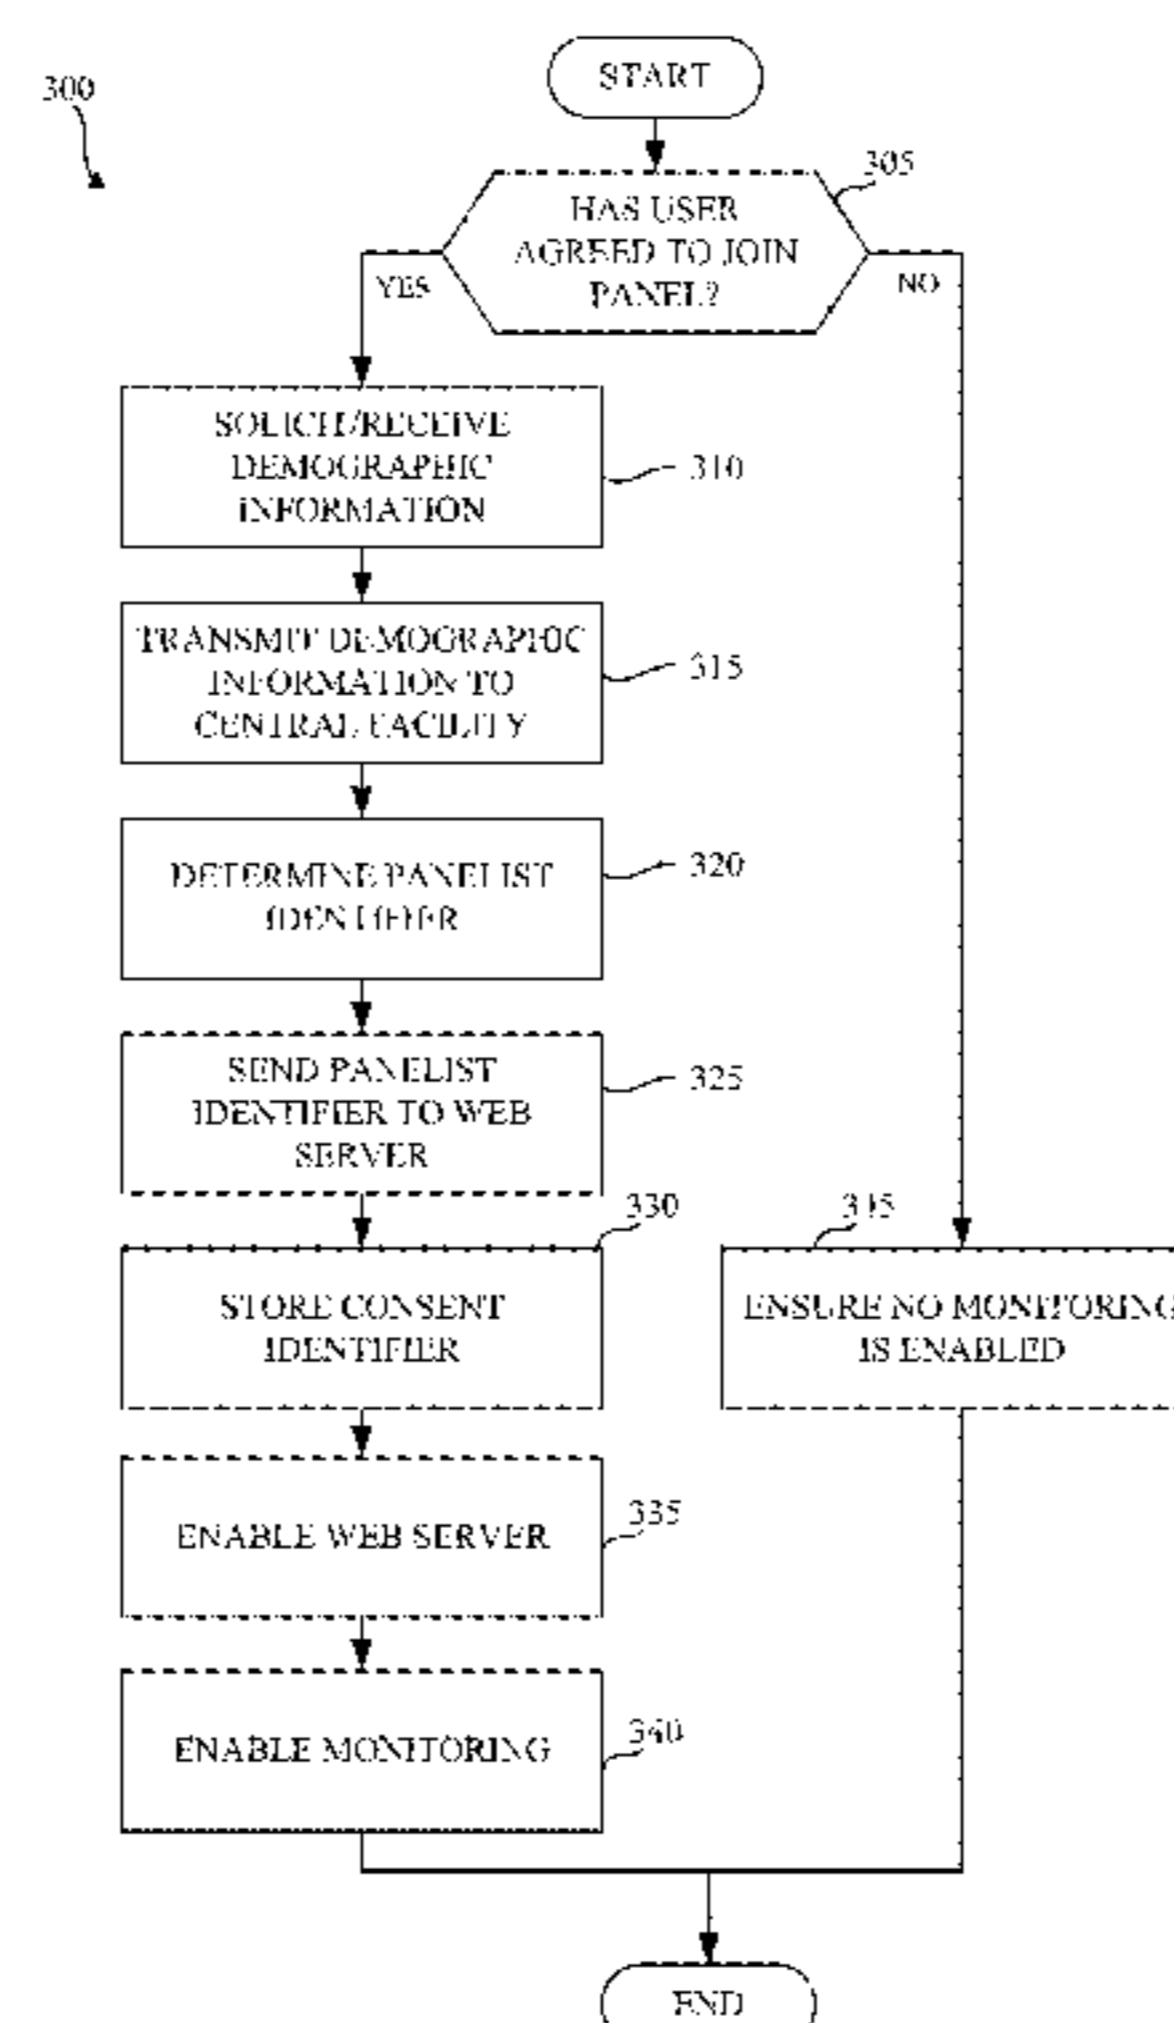 300
START
305
HAS USER
AGREED TO JOIN
PANEL?
YES
NO
SOLICIT/RECEIVE
DEMOGRAPHIC
INFORMATION
310
TRANSMIT DEMOGRAPHIC
INFORMATION TO
CENTRAL FACILITY
315
DETERMINE PANELIST
IDENTIFIER
320
SEND PANELIST
IDENTIFIER TO WEB
SERVER
325
330
STORE CONSENT
IDENTIFIER
345
ENSURE NO MONITORING
IS ENABLED
ENABLE WEB SERVER
335
ENABLE MONITORING
340
END